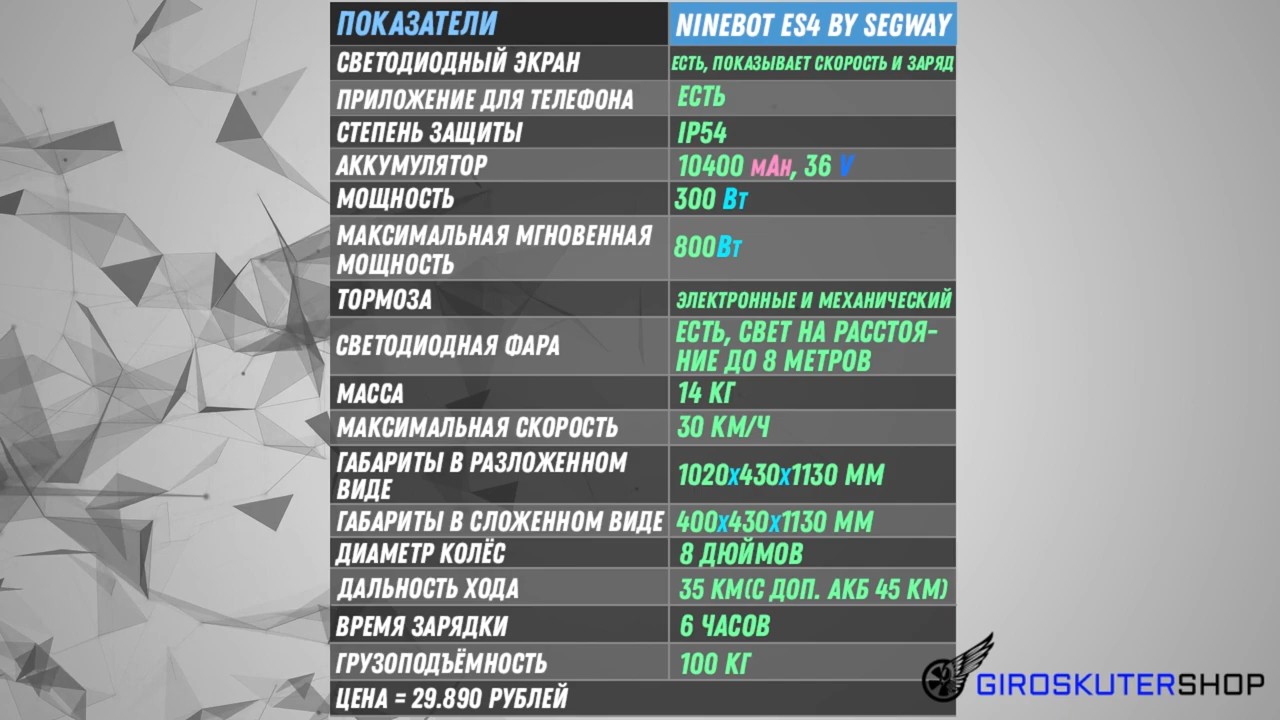 ПОКАЗАТЕЛИ NINEBOT ES4 BY SEGWAY
СВЕТОДИОДНЫЙ ЭКРАН ЕСТЬ, ПОКАЗЫВАЕТ СКОРОСТЬ И ЗАРЯД
ПРИЛОЖЕНИЕ ДЛЯ ТЕЛЕФОНА ЕСТЬ
СТЕПЕНЬ ЗАЩИТЫ IP54
АККУМУЛЯТОР 10400 мАн, 36 V
МОЩНОСТЬ 300 Вт
МАКСИМАЛЬНАЯ МГНОВЕННАЯ
МОЩНОСТЬ
800Вт
ТОРМОЗА ЭЛЕКТРОННЫЕ И МЕХАНИЧЕСКИЙ
СВЕТОДИОДНАЯ ФАРА
ЕСТЬ, СВЕТ НА РАССТОЯ-
НИЕ ДО 8 МЕТРОВ
МАССА 14 КГ
МАКСИМАЛЬНАЯ СКОРОСТЬ 30 КМ/Ч
ГАБАРИТЫ В РАЗЛОЖЕННОМ
ВИДЕ
1020x430x1130 ММ
ГАБАРИТЫ В СЛОЖЕННОМ ВИДЕ 400x430x1130 ММ
ДИАМЕТР КОЛЁС 8 ДЮЙМОВ
ДАЛЬНОСТЬ ХОДА 35 КМ(С ДОП. АКБ 45 КМ)
ВРЕМЯ ЗАРЯДКИ 6 ЧАСОВ
ГРУЗОПОДЪЁМНОСТЬ 100 КГ
ЦЕНА = 29.890 РУБЛЕЙ
GIROSKUTERSHOP